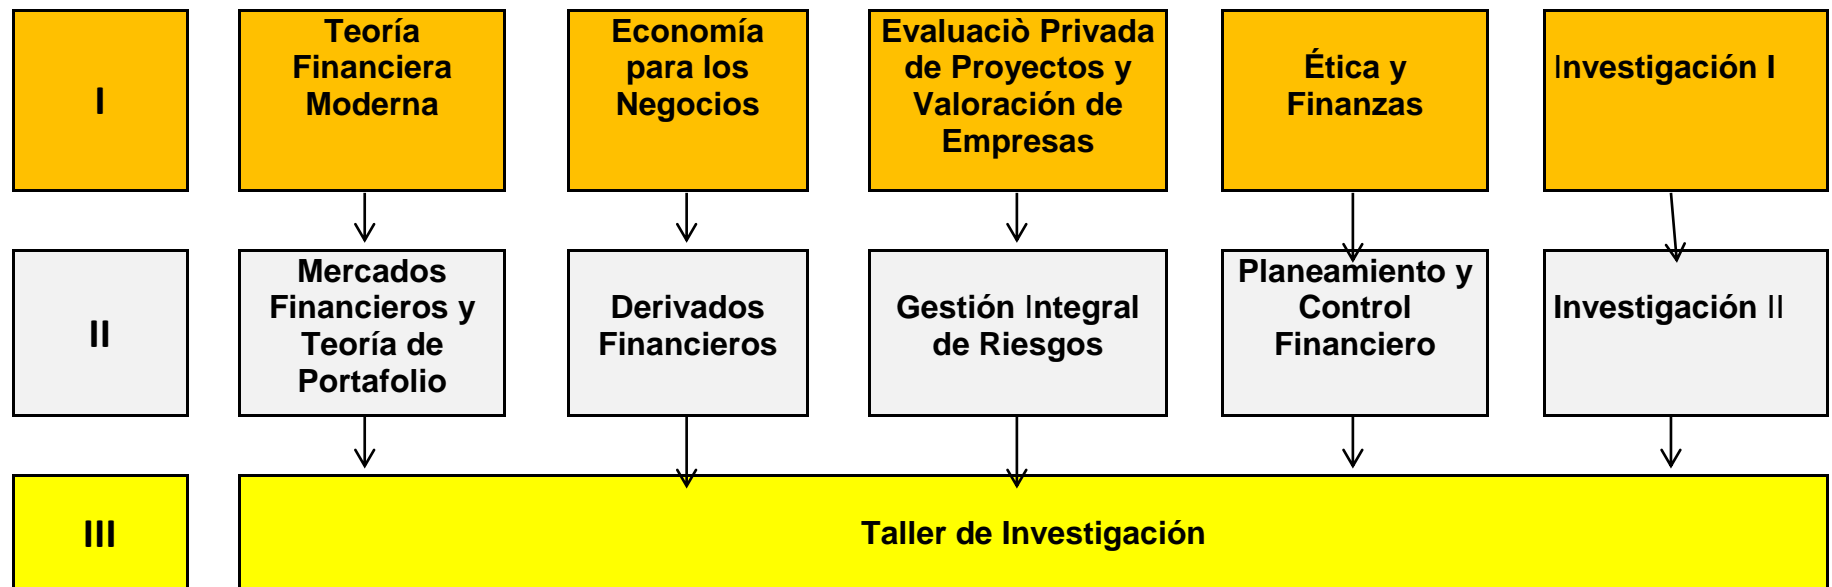 I
Teoría
Financiera
Moderna
Economía
para los
Negocios
Evaluaciò Privada
de Proyectos y
Valoración de
Empresas
Ética y
Finanzas
Investigación I
II
Mercados
Financieros y
Teoría de
Portafolio
Derivados
Financieros
Gestión Integral
de Riesgos
Planeamiento y
Control
Financiero
Investigación II
III
Taller de Investigación